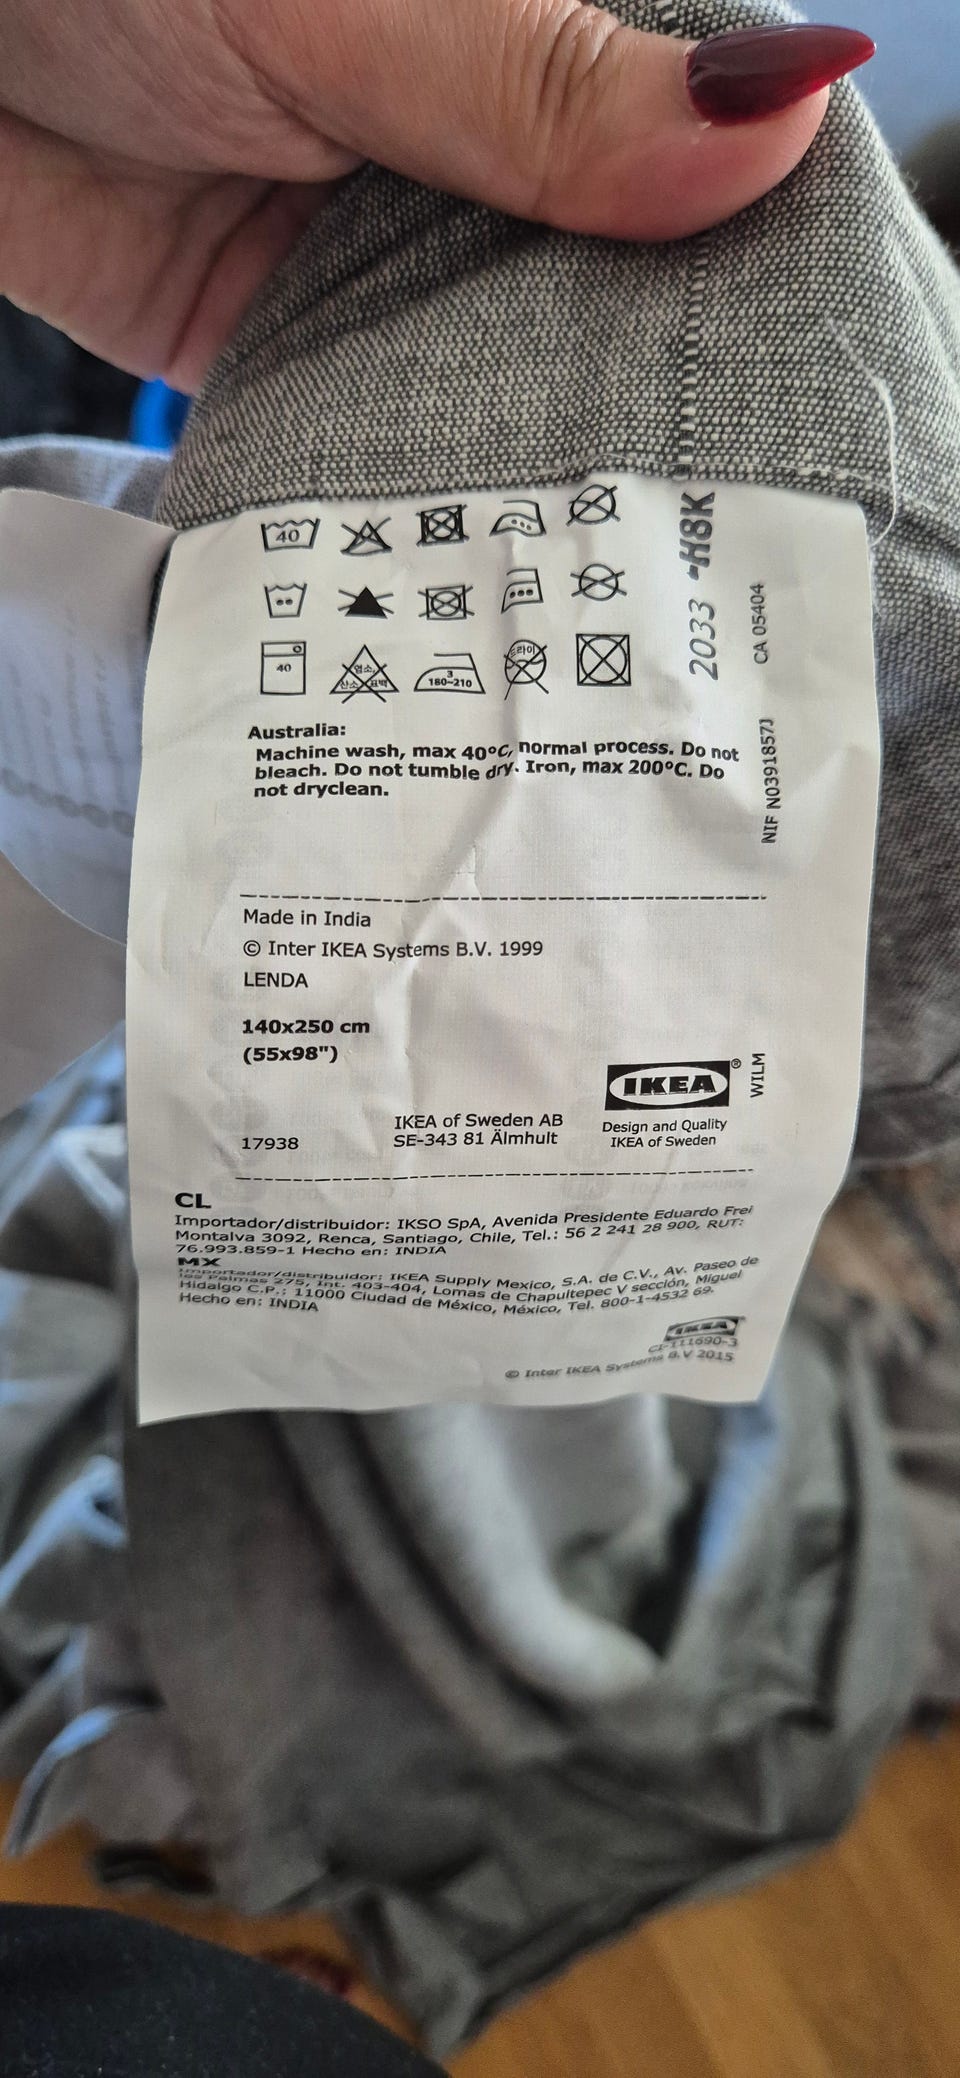 40
40
염소,
산소 표백
3
180~210
드라이
2033 -H8K
CA 05404
NIF N0391857J
Australia:
Machine wash, max 40°C, normal process. Do not
bleach. Do not tumble dry. Iron, max 200°C. Do
not dryclean.
Made in India
© Inter IKEA Systems B.V. 1999
LENDA
140x250 cm
(55x98")
IKEA®
WILM
Design and Quality
IKEA of Sweden
IKEA of Sweden AB
SE-343 81 Älmhult
17938
CL
Importador/distribuidor: IKSO SpA, Avenida Presidente Eduardo Frei
Montalva 3092, Renca, Santiago, Chile, Tel.: 56 2 241 28 900, RUT:
76.993.859-1 Hecho en: INDIA
MX
Importador/distribuidor: IKEA Supply Mexico, S.A. de C.V., Av. Paseo de
las Palmas 275, Int. 403-404, Lomas de Chapultepec V sección, Miguel
Hidalgo C.P.: 11000 Ciudad de México, México, Tel. 800-1-4532 69.
Hecho en: INDIA
IKEA
CI-111690-3
© Inter IKEA Systems B.V 2015